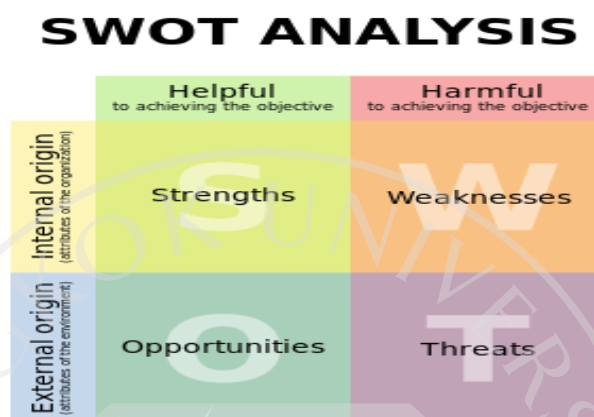 SWOT ANALYSIS
Helpful
to achieving the objective
Harmful
to achieving the objective
Internal origin
(attributes of the organization)
S
Strengths
W
Weaknesses
External origin
(attributes of the environment)
O
Opportunities
T
Threats